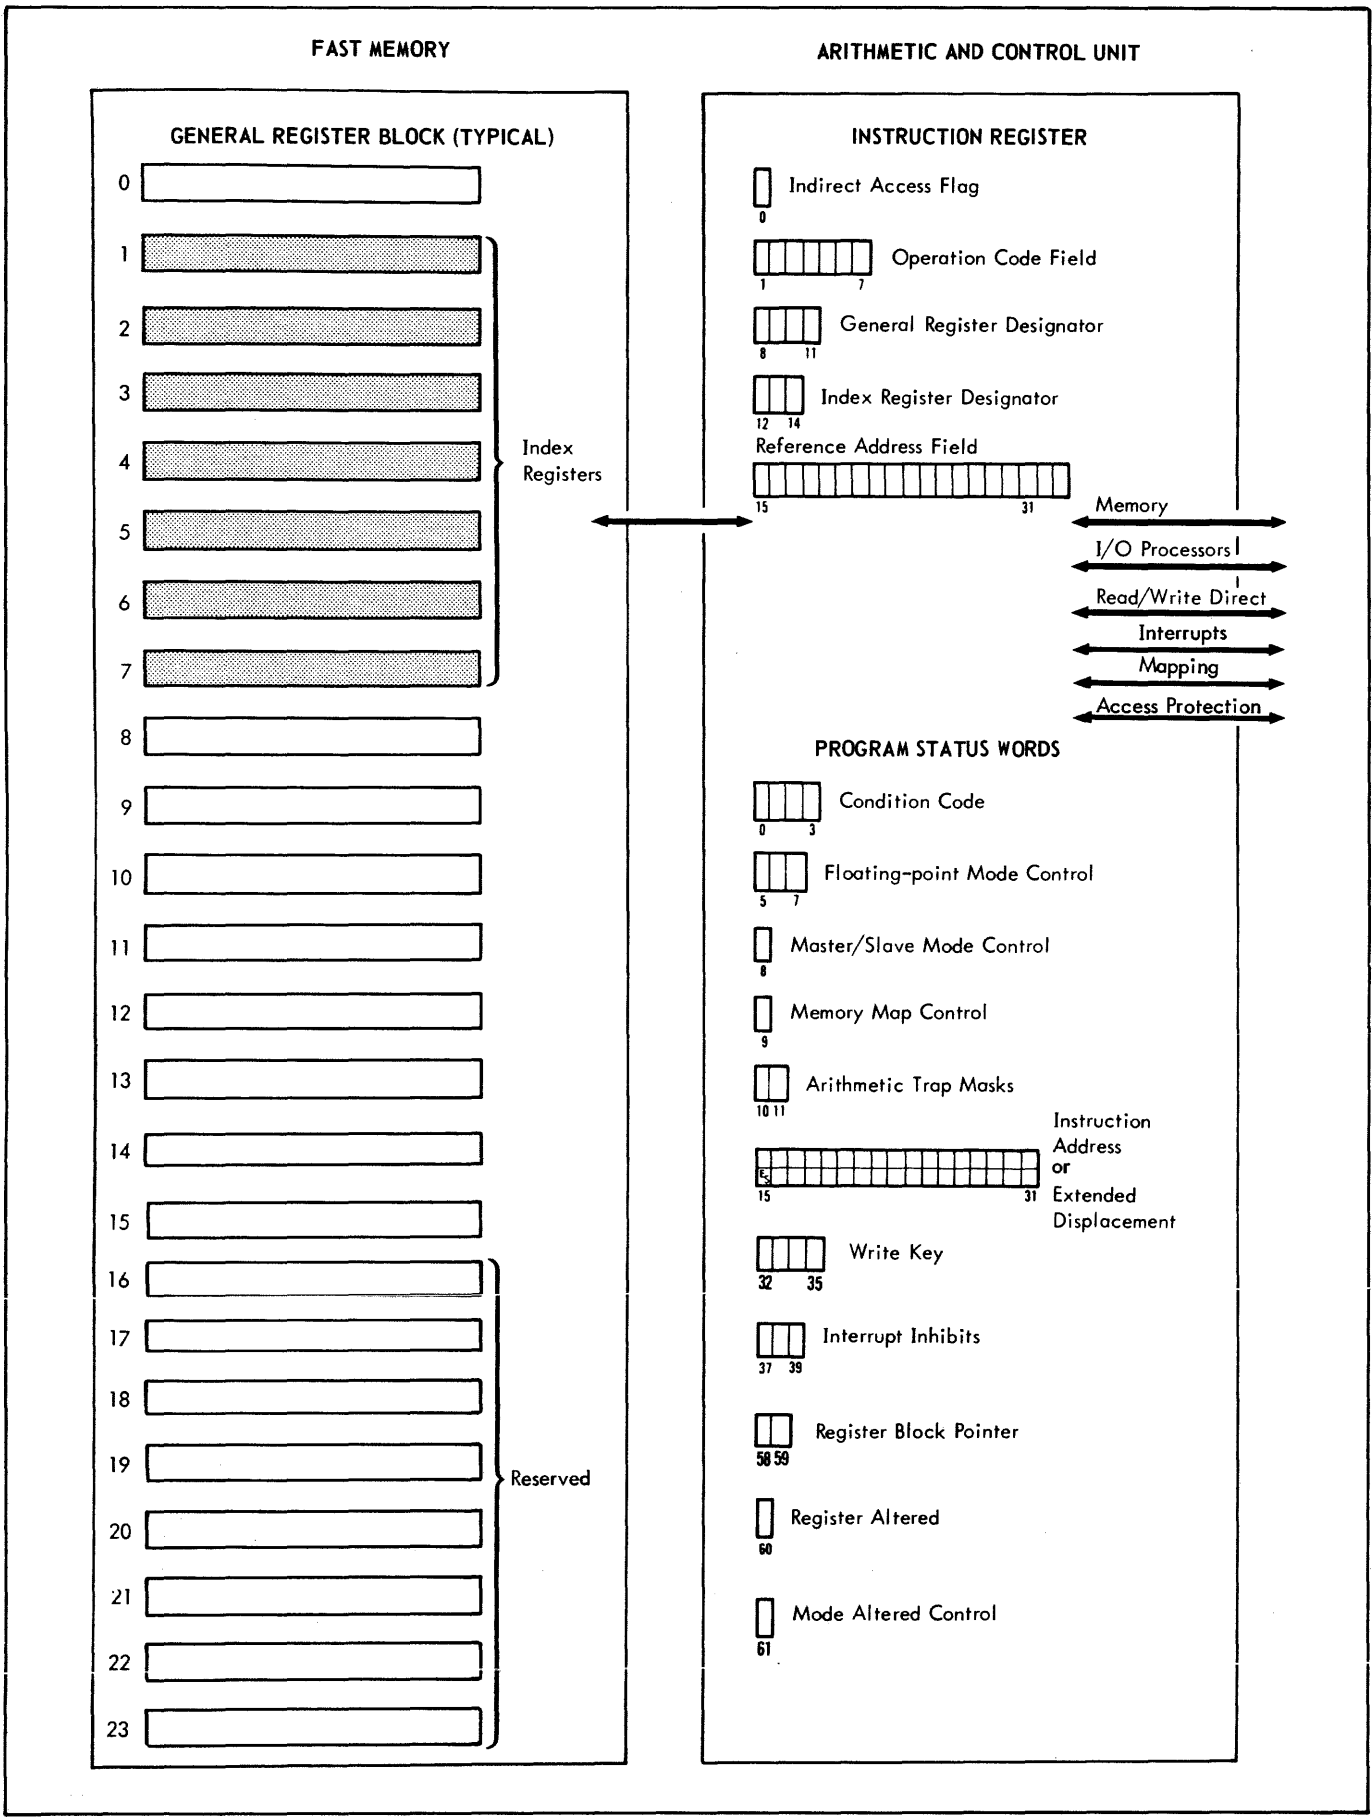 FAST MEMORY
GENERAL REGISTER BLOCK (TYPICAL)
0
1
2
3
4
5
6
7
Index
Registers
8
9
10
11
12
13
14
15
16
17
18
19
20
21
22
23
Reserved
ARITHMETIC AND CONTROL UNIT
INSTRUCTION REGISTER
Indirect Access Flag
0
Operation Code Field
1 7
General Register Designator
8 11
Index Register Designator
12 14
Reference Address Field
15 31
Memory
I/O Processors
Read/Write Direct
Interrupts
Mapping
Access Protection
PROGRAM STATUS WORDS
Condition Code
0 3
Floating-point Mode Control
5 7
Master/Slave Mode Control
8
Memory Map Control
9
Arithmetic Trap Masks
10 11
Instruction
Address
or
Extended
Displacement
ES
15 31
Write Key
32 35
Interrupt Inhibits
37 39
Register Block Pointer
58 59
Register Altered
60
Mode Altered Control
61